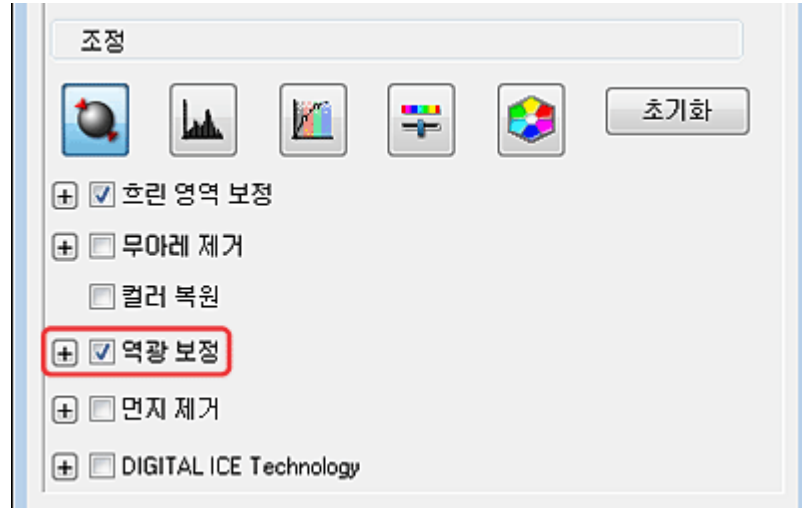 조정
초기화
흐린 영역 보정
무아레 제거
컬러 복원
역광 보정
먼지 제거
DIGITAL ICE Technology